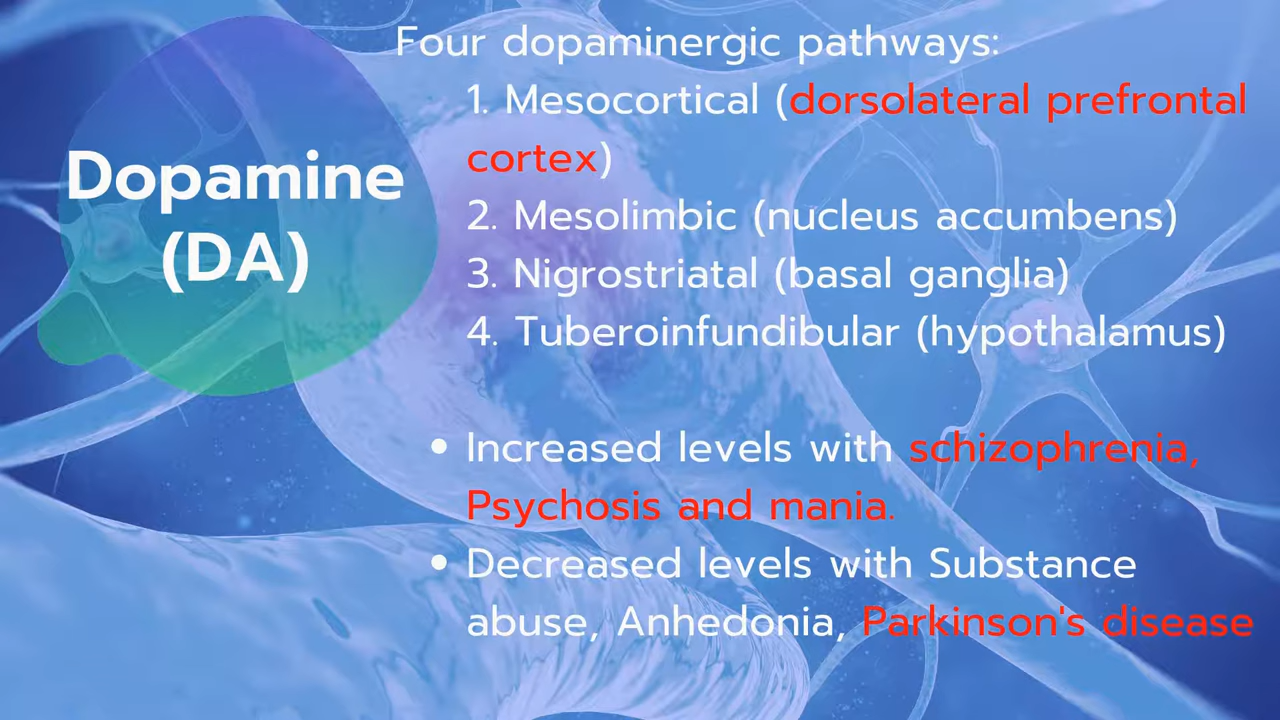 Dopamine
(DA)
Four dopaminergic pathways:
1. Mesocortical (dorsolateral prefrontal
cortex)
2. Mesolimbic (nucleus accumbens)
3. Nigrostriatal (basal ganglia)
4. Tuberoinfundibular (hypothalamus)
• Increased levels with schizophrenia,
Psychosis and mania.
• Decreased levels with Substance
abuse, Anhedonia, Parkinson's disease